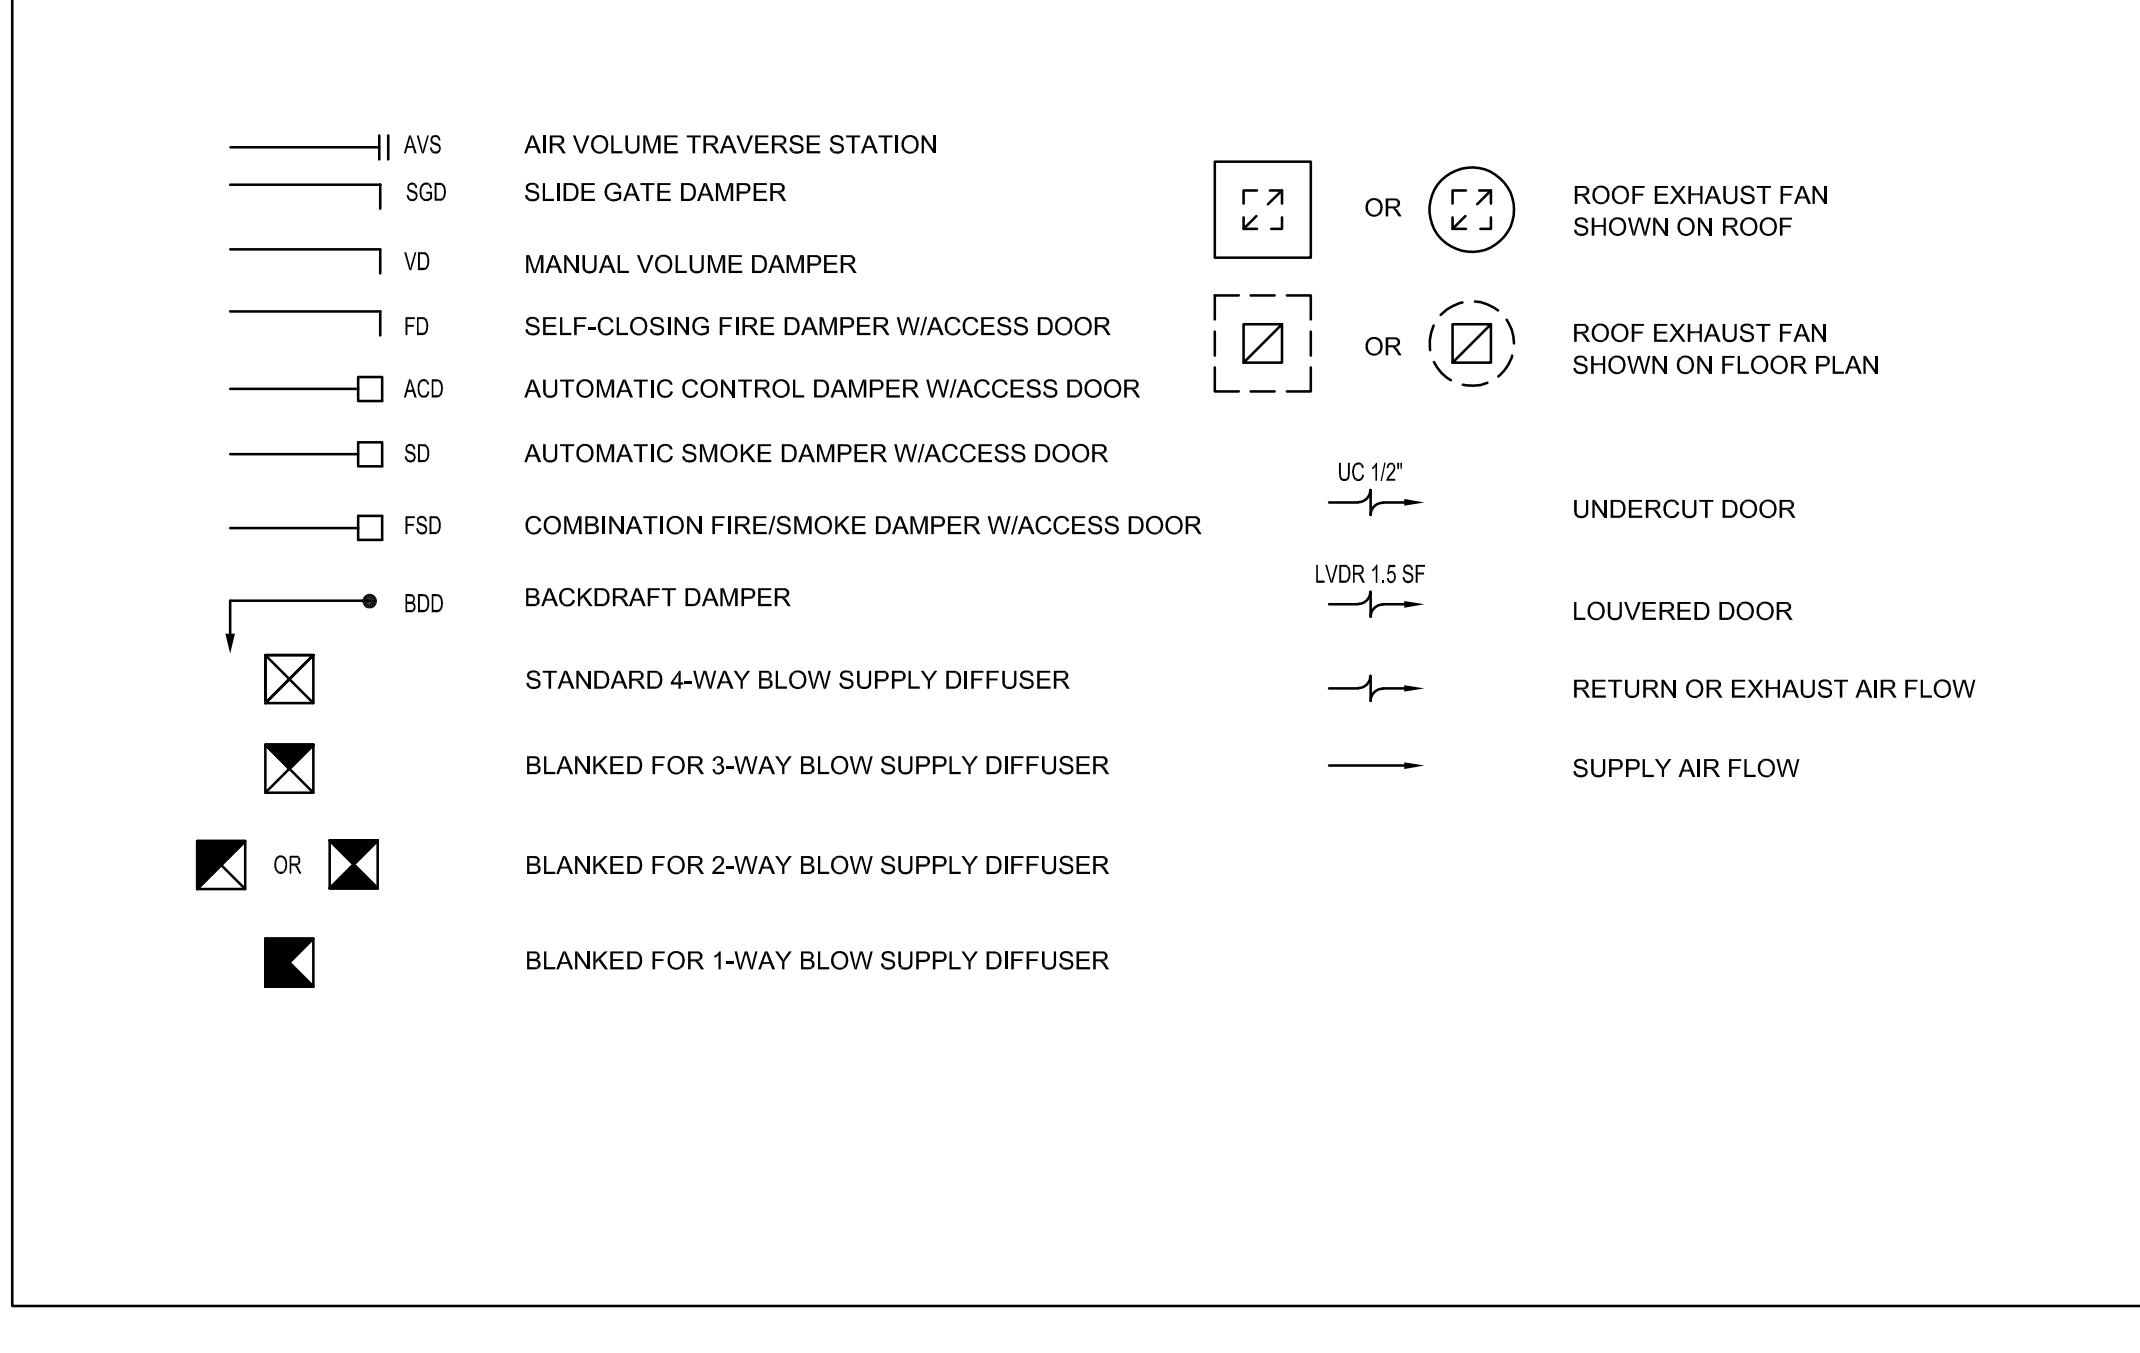 AVS AIR VOLUME TRAVERSE STATION
SGD SLIDE GATE DAMPER
VD MANUAL VOLUME DAMPER
FD SELF-CLOSING FIRE DAMPER W/ACCESS DOOR
ACD AUTOMATIC CONTROL DAMPER W/ACCESS DOOR
SD AUTOMATIC SMOKE DAMPER W/ACCESS DOOR
FSD COMBINATION FIRE/SMOKE DAMPER W/ACCESS DOOR
BDD BACKDRAFT DAMPER
STANDARD 4-WAY BLOW SUPPLY DIFFUSER
BLANKED FOR 3-WAY BLOW SUPPLY DIFFUSER
OR BLANKED FOR 2-WAY BLOW SUPPLY DIFFUSER
BLANKED FOR 1-WAY BLOW SUPPLY DIFFUSER
OR ROOF EXHAUST FAN
SHOWN ON ROOF
OR ROOF EXHAUST FAN
SHOWN ON FLOOR PLAN
UC 1/2"
UNDERCUT DOOR
LVDR 1.5 SF
LOUVERED DOOR
RETURN OR EXHAUST AIR FLOW
SUPPLY AIR FLOW